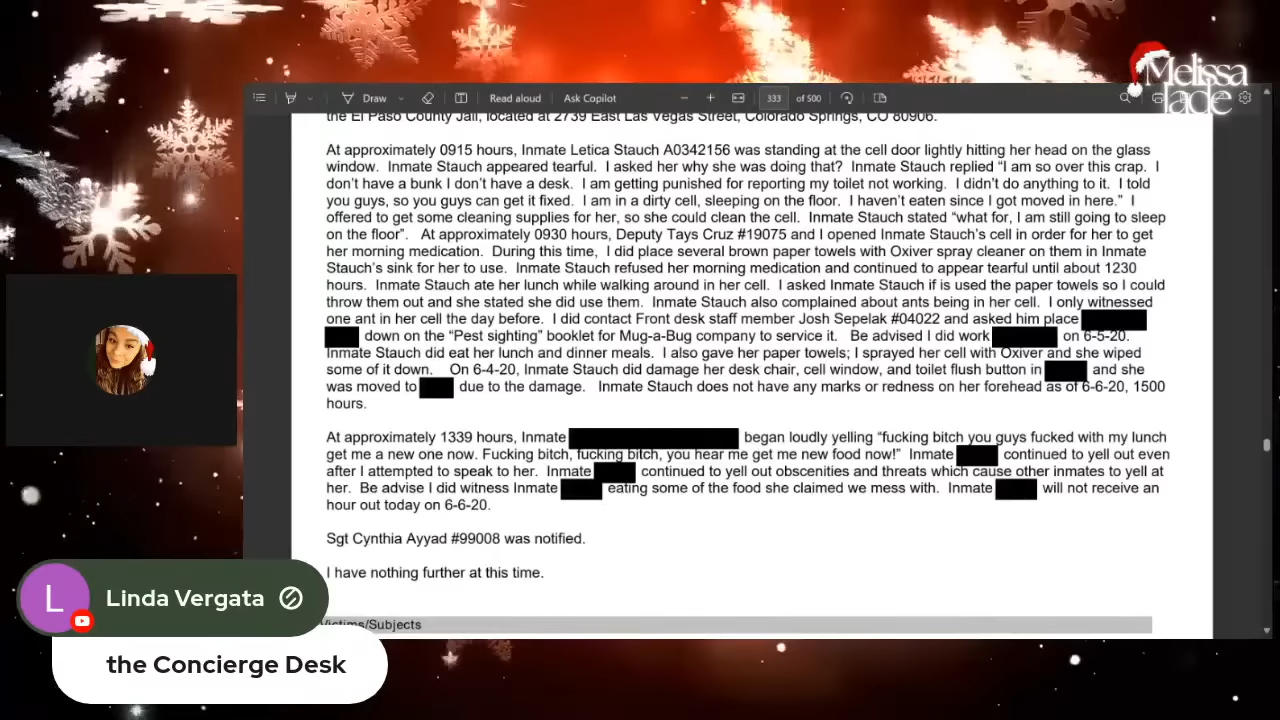 Melissa
Jade
Draw
Read aloud
Ask Copilot
333
of 500
the El Paso County Jail, located at 2739 East Las Vegas Street, Colorado Springs, CO 80906.
At approximately 0915 hours, Inmate Letica Stauch A0342156 was standing at the cell door lightly hitting her head on the glass
window. Inmate Stauch appeared tearful. I asked her why she was doing that? Inmate Stauch replied “I am so over this crap. I
don’t have a bunk I don’t have a desk. I am getting punished for reporting my toilet not working. I didn’t do anything to it. I told
you guys, so you guys can get it fixed. I am in a dirty cell, sleeping on the floor. I haven’t eaten since I got moved in here.” I
offered to get some cleaning supplies for her, so she could clean the cell. Inmate Stauch stated “what for, I am still going to sleep
on the floor”. At approximately 0930 hours, Deputy Tays Cruz #19075 and I opened Inmate Stauch’s cell in order for her to get
her morning medication. During this time, I did place several brown paper towels with Oxiver spray cleaner on them in Inmate
Stauch’s sink for her to use. Inmate Stauch refused her morning medication and continued to appear tearful until about 1230
hours. Inmate Stauch ate her lunch while walking around in her cell. I asked Inmate Stauch if is used the paper towels so I could
throw them out and she stated she did use them. Inmate Stauch also complained about ants being in her cell. I only witnessed
one ant in her cell the day before. I did contact Front desk staff member Josh Sepelak #04022 and asked him place
down on the “Pest sighting” booklet for Mug-a-Bug company to service it. Be advised I did work on 6-5-20.
Inmate Stauch did eat her lunch and dinner meals. I also gave her paper towels; I sprayed her cell with Oxiver and she wiped
some of it down. On 6-4-20, Inmate Stauch did damage her desk chair, cell window, and toilet flush button in and she
was moved to due to the damage. Inmate Stauch does not have any marks or redness on her forehead as of 6-6-20, 1500
hours.
At approximately 1339 hours, Inmate began loudly yelling “fucking bitch you guys fucked with my lunch
get me a new one now. Fucking bitch, fucking bitch, you hear me get me new food now!” Inmate continued to yell out even
after I attempted to speak to her. Inmate continued to yell out obscenities and threats which cause other inmates to yell at
her. Be advise I did witness Inmate eating some of the food she claimed we mess with. Inmate will not receive an
hour out today on 6-6-20.
Sgt Cynthia Ayyad #99008 was notified.
I have nothing further at this time.
Victims/Subjects
L
Linda Vergata
the Concierge Desk